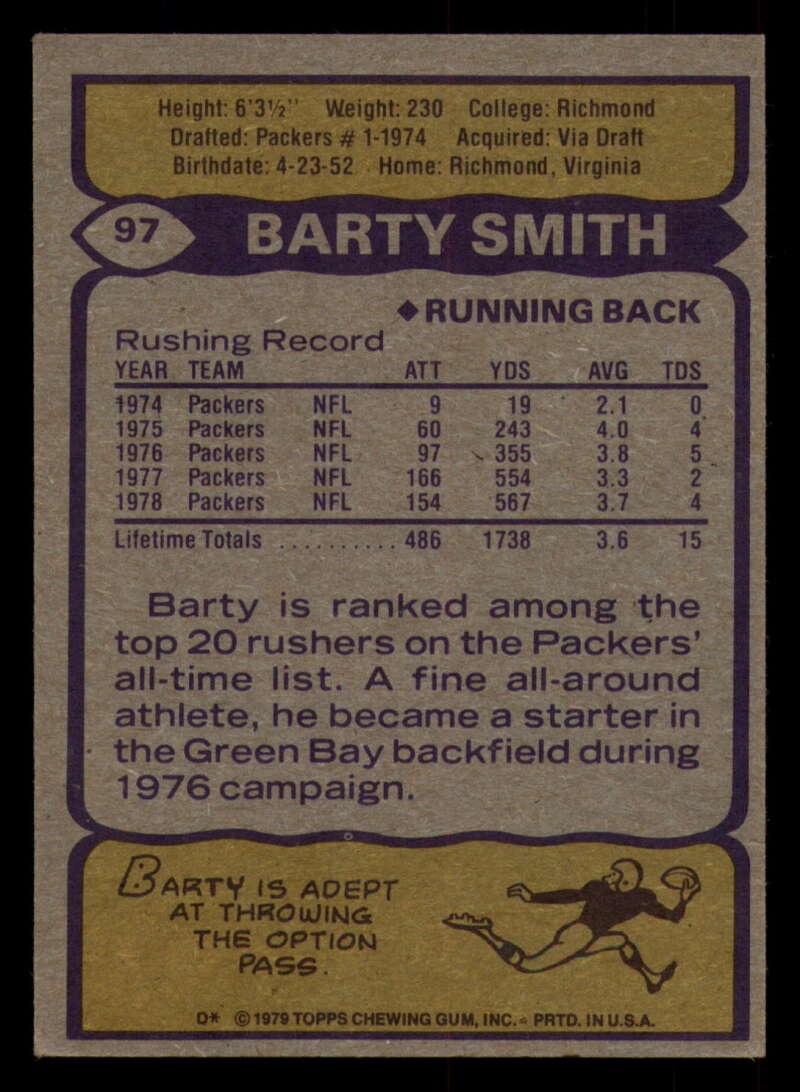 Height: 6'3½" Weight: 230 College: Richmond
Drafted: Packers # 1-1974 Acquired: Via Draft
Birthdate: 4-23-52 Home: Richmond, Virginia
97 BARTY SMITH
◆ RUNNING BACK
Rushing Record
YEAR TEAM ATT YDS AVG TDS
1974 Packers NFL 9 19 2.1 0
1975 Packers NFL 60 243 4.0 4
1976 Packers NFL 97 355 3.8 5
1977 Packers NFL 166 554 3.3 2
1978 Packers NFL 154 567 3.7 4
Lifetime Totals .......... 486 1738 3.6 15
Barty is ranked among the
top 20 rushers on the Packers'
all-time list. A fine all-around
athlete, he became a starter in
the Green Bay backfield during
1976 campaign.
BARTY IS ADEPT
AT THROWING
THE OPTION
PASS.
D* © 1979 TOPPS CHEWING GUM, INC. PRTD. IN U.S.A.